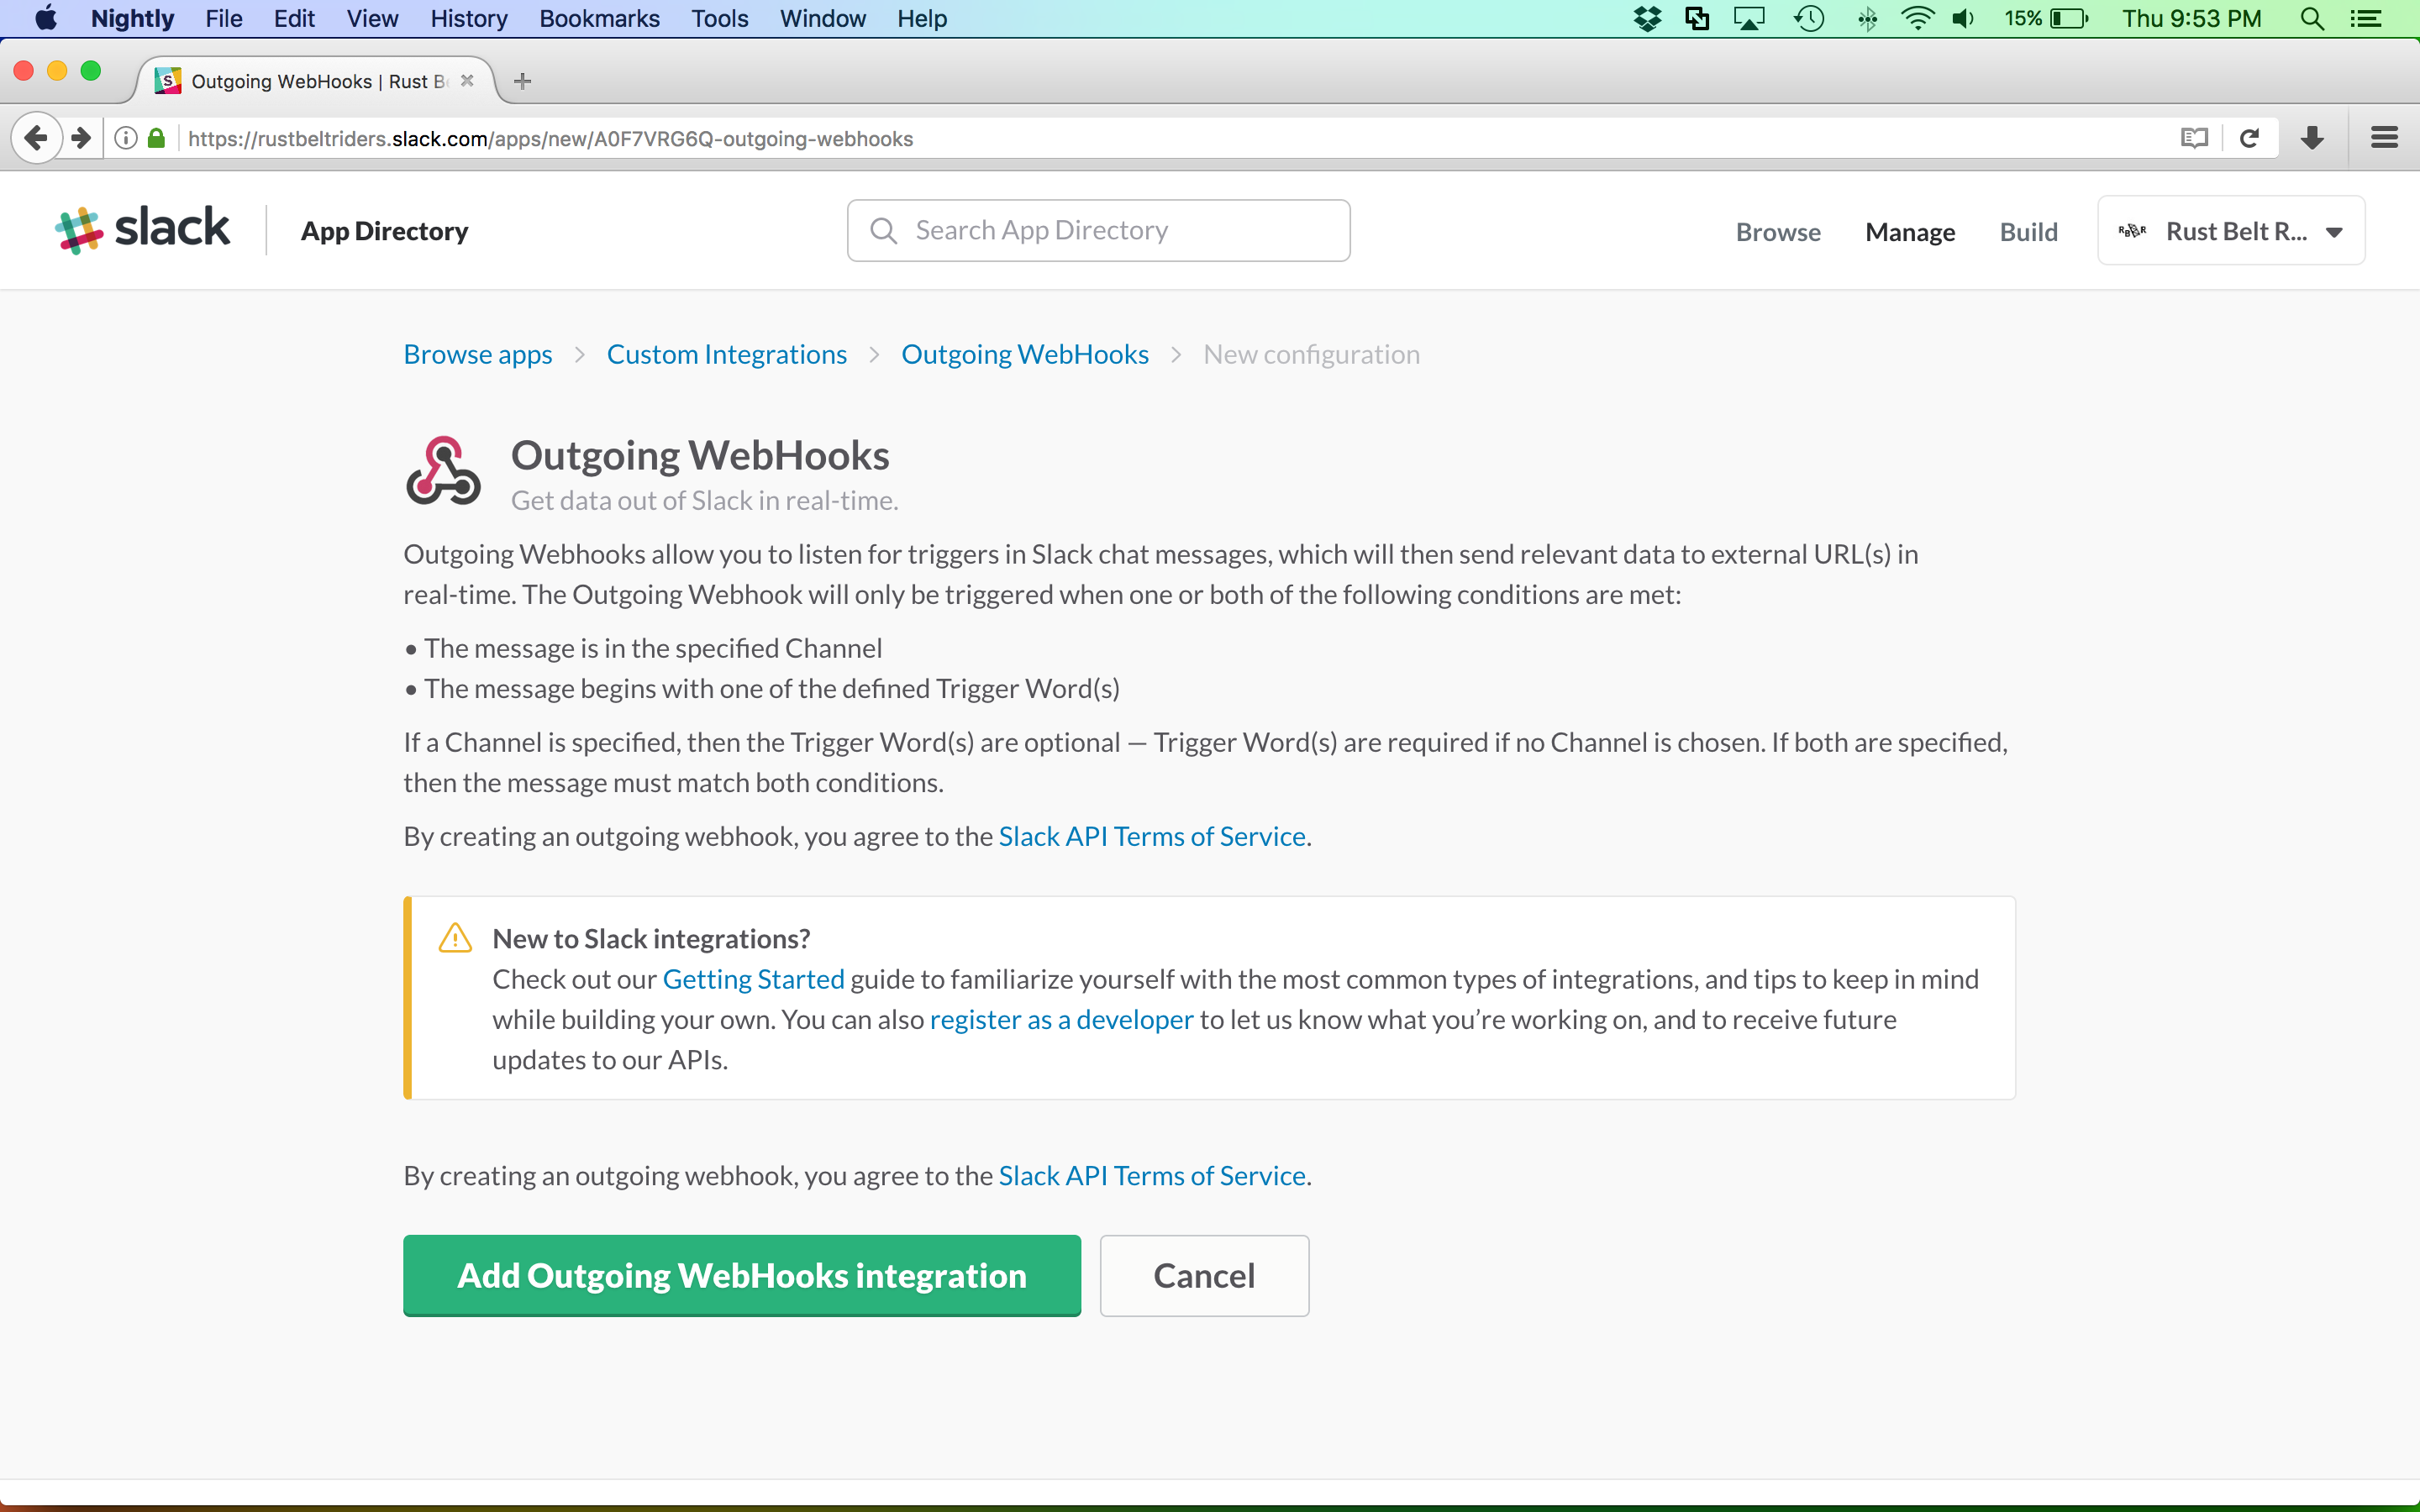 Nightly File Edit View History Bookmarks Tools Window Help 15% Thu 9:53 PM
Outgoing WebHooks | Rust B
https://rustbeltriders.slack.com/apps/new/A0F7VRG6Q-outgoing-webhooks
slack App Directory Search App Directory Browse Manage Build Rust Belt R...
Browse apps > Custom Integrations > Outgoing WebHooks > New configuration
Outgoing WebHooks
Get data out of Slack in real-time.
Outgoing Webhooks allow you to listen for triggers in Slack chat messages, which will then send relevant data to external URL(s) in
real-time. The Outgoing Webhook will only be triggered when one or both of the following conditions are met:
• The message is in the specified Channel
• The message begins with one of the defined Trigger Word(s)
If a Channel is specified, then the Trigger Word(s) are optional — Trigger Word(s) are required if no Channel is chosen. If both are specified,
then the message must match both conditions.
By creating an outgoing webhook, you agree to the Slack API Terms of Service.
New to Slack integrations?
Check out our Getting Started guide to familiarize yourself with the most common types of integrations, and tips to keep in mind
while building your own. You can also register as a developer to let us know what you’re working on, and to receive future
updates to our APIs.
By creating an outgoing webhook, you agree to the Slack API Terms of Service.
Add Outgoing WebHooks integration Cancel